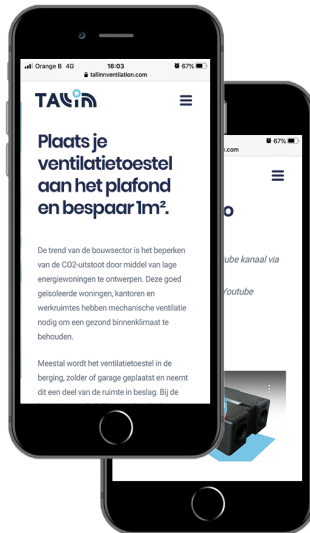 Orange B 4G 16:03 67%
tallinnventilation.com
TALLiN
Plaats je
ventilatietoestel
aan het plafond
en bespaar 1m².
De trend van de bouwsector is het beperken
van de CO2-uitstoot door middel van lage
energiewoningen te ontwerpen. Deze goed
geïsoleerde woningen, kantoren en
werkruimtes hebben mechanische ventilatie
nodig om een gezond binnenklimaat te
behouden.
Meestal wordt het ventilatietoestel in de
berging, zolder of garage geplaatst en neemt
dit een deel van de ruimte in beslag. Bij de
67%
n.com
o
tube kanaal via
Youtube